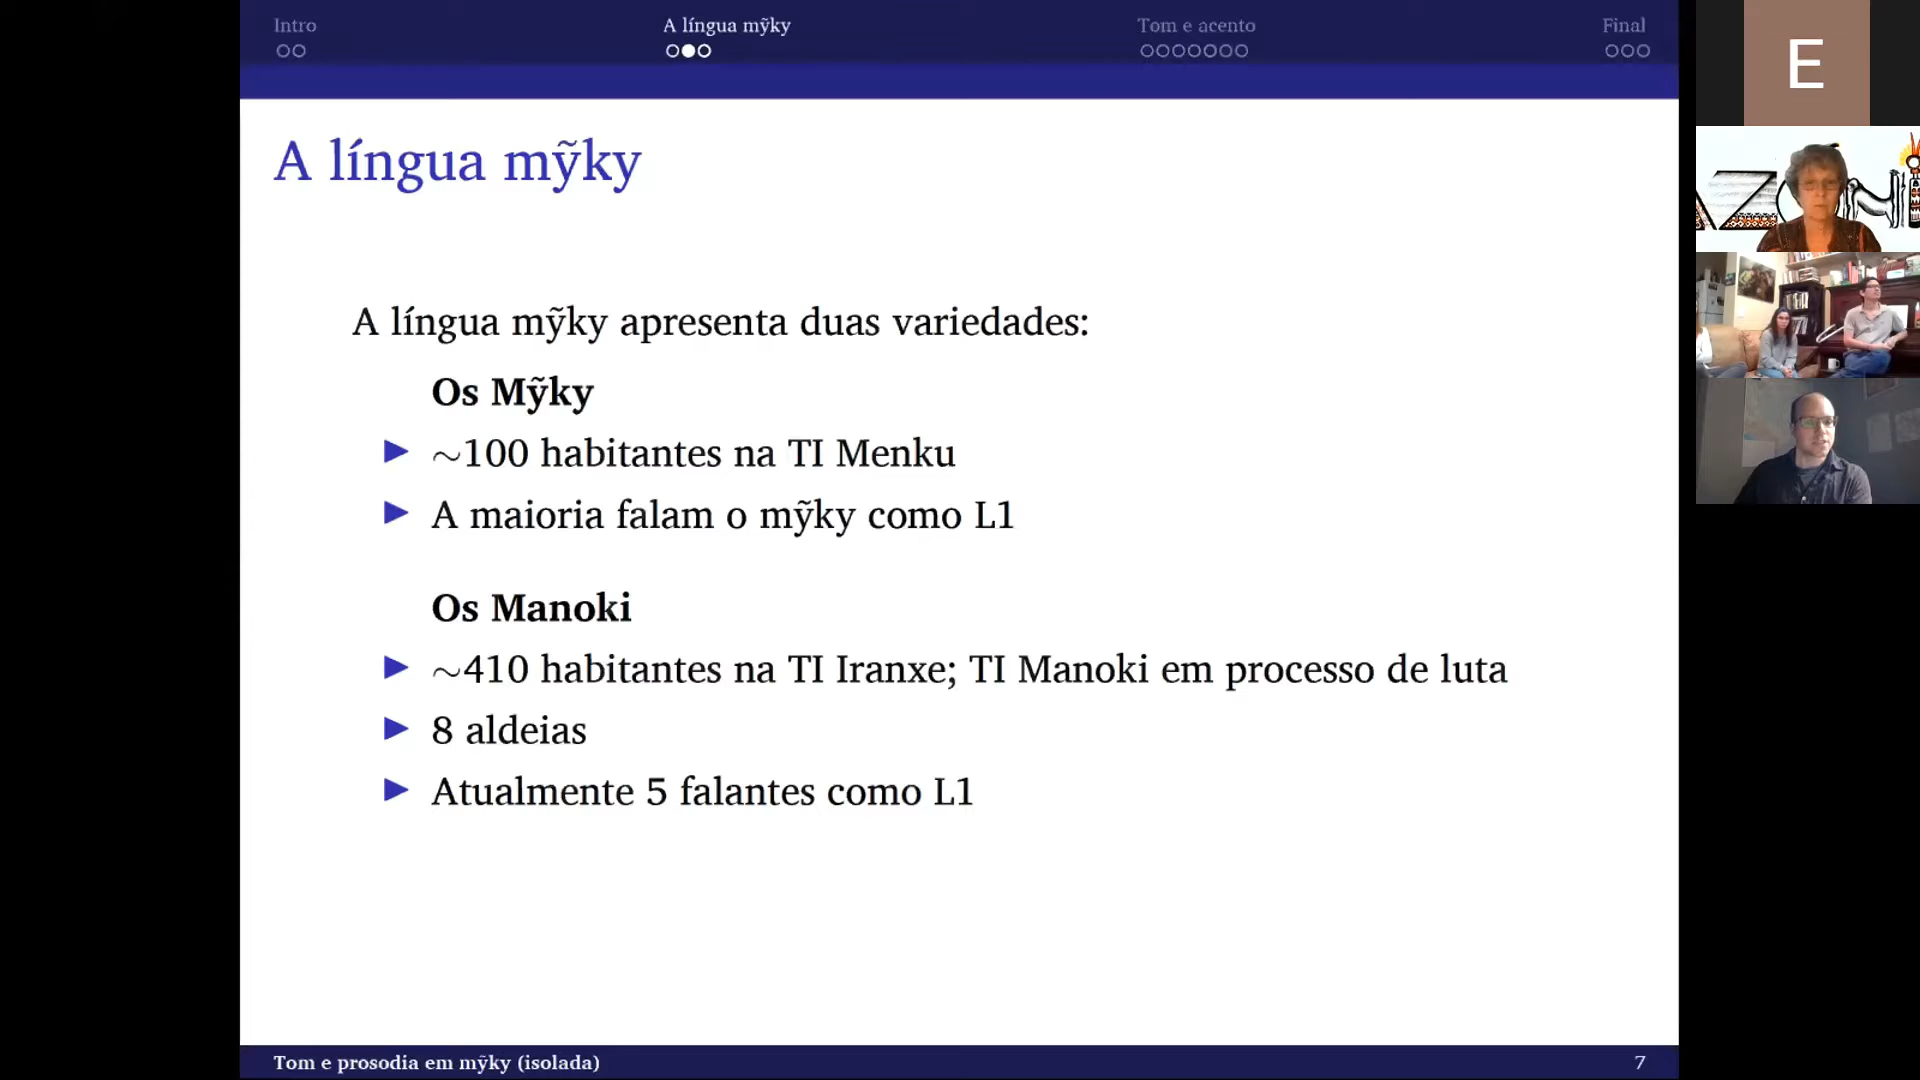 Intro
A língua mỹky
Tom e acento
Final
A língua mỹky
A língua mỹky apresenta duas variedades:
Os Mỹky
~100 habitantes na TI Menku
A maioria falam o mỹky como L1
Os Manoki
~410 habitantes na TI Iranxe; TI Manoki em processo de luta
8 aldeias
Atualmente 5 falantes como L1
Tom e prosodia em mỹky (isolada)
7
E